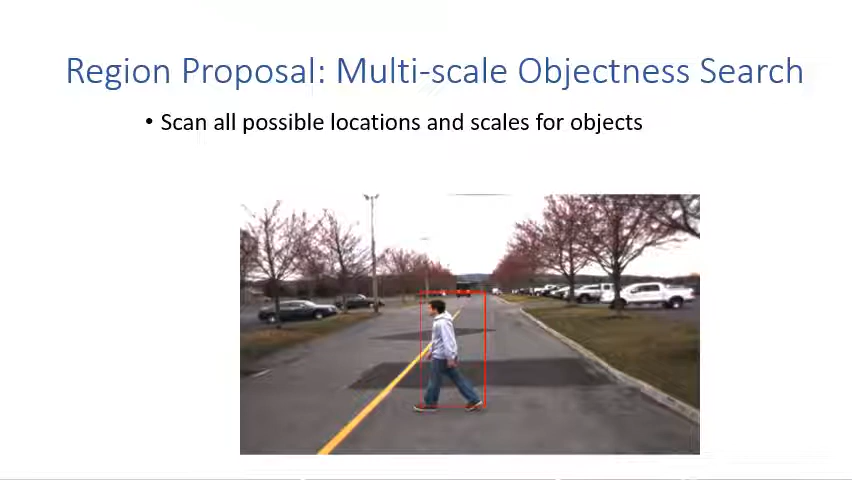 Region Proposal: Multi-scale Objectness Search
• Scan all possible locations and scales for objects